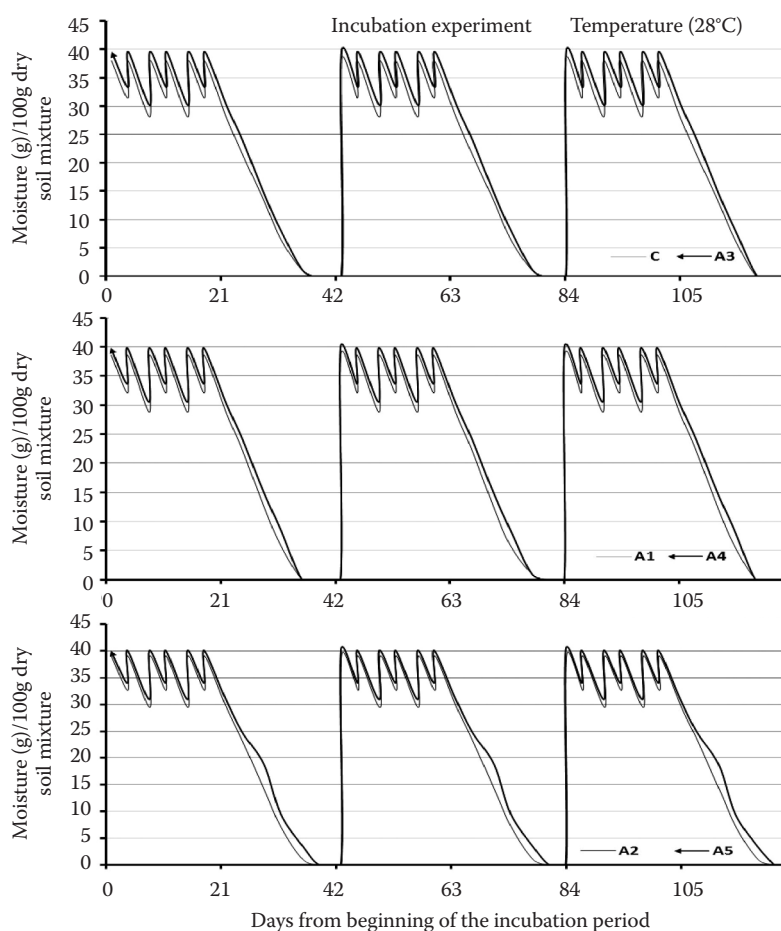 Incubation experiment Temperature (28°C)
Moisture (g)/100g dry
soil mixture
45
40
35
30
25
20
15
10
5
0
C A3
0 21 42 63 84 105
Moisture (g)/100g dry
soil mixture
45
40
35
30
25
20
15
10
5
0
A1 A4
0 21 42 63 84 105
Moisture (g)/100g dry
soil mixture
45
40
35
30
25
20
15
10
5
0
A2 A5
0 21 42 63 84 105
Days from beginning of the incubation period